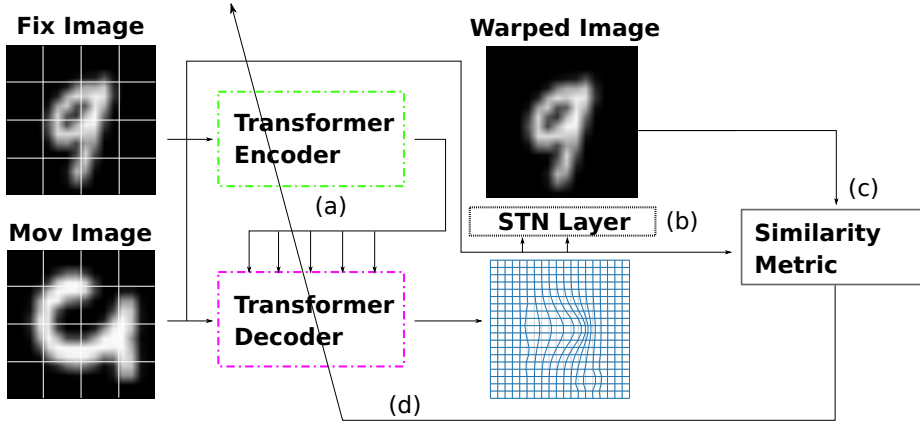 Fix Image
Warped Image
Transformer
Encoder
(a)
(c)
STN Layer
(b)
Mov Image
Similarity
Metric
Transformer
Decoder
(d)